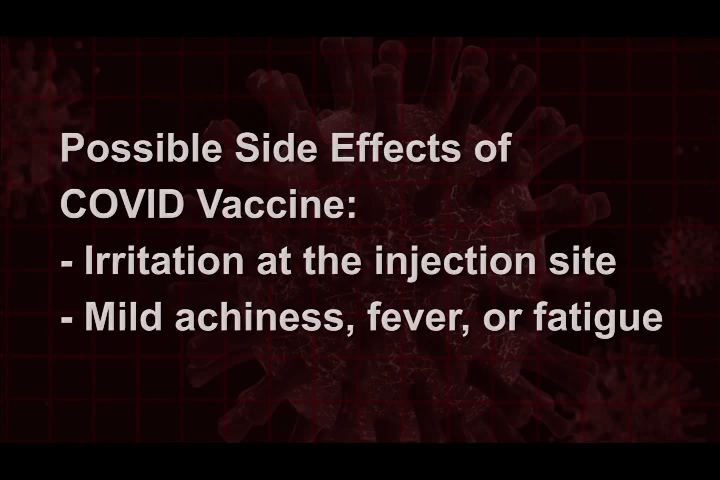 Possible Side Effects of
COVID Vaccine:
- Irritation at the injection site
- Mild achiness, fever, or fatigue